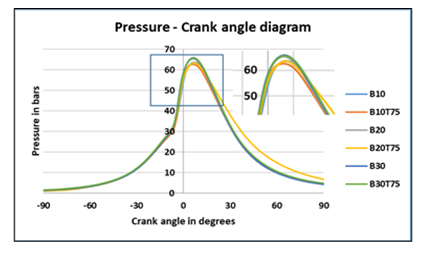 Pressure - Crank angle diagram
70
60
50
40
30
20
10
0
-90 -60 -30 0 30 60 90
Crank angle in degrees
Pressure in bars
60
50
B10
B10T75
B20
B20T75
B30
B30T75